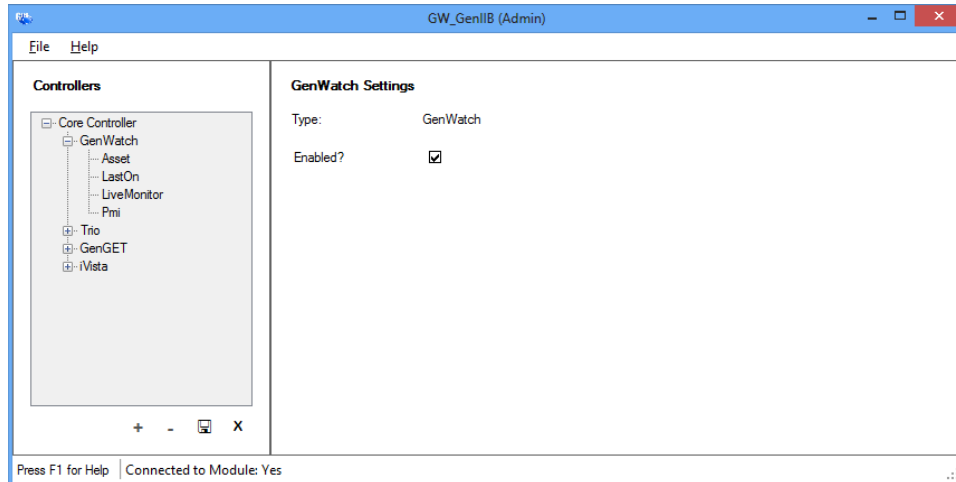 GW_GenIIB (Admin)
File Help
Controllers
Core Controller
GenWatch
Asset
LastOn
LiveMonitor
Pmi
Trio
GenGET
iVista
+ - X
GenWatch Settings
Type: GenWatch
Enabled?
Press F1 for Help Connected to Module: Yes